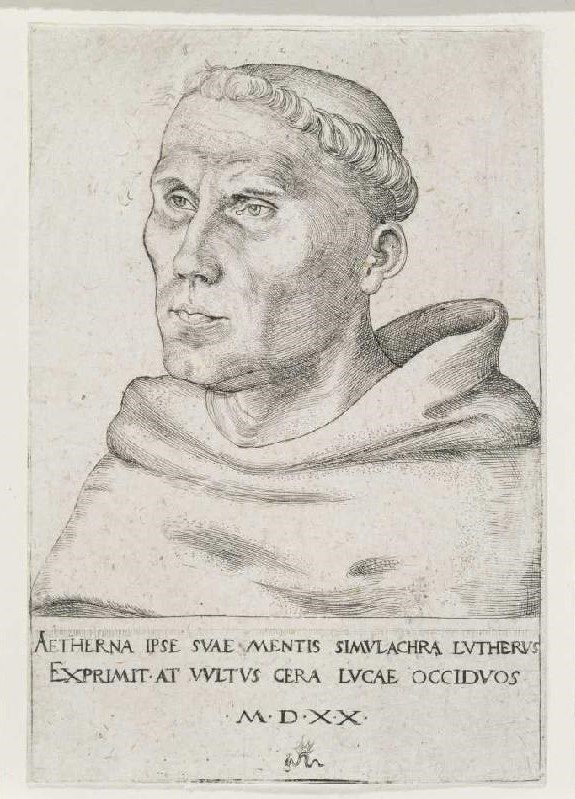 AETHERNA IPSE SVAE MENTIS SIMVLACHRA LVTHERVS
EXPRIMIT·AT VVLTVS CERA LVCAE OCCIDVOS
·M·D·X·X·